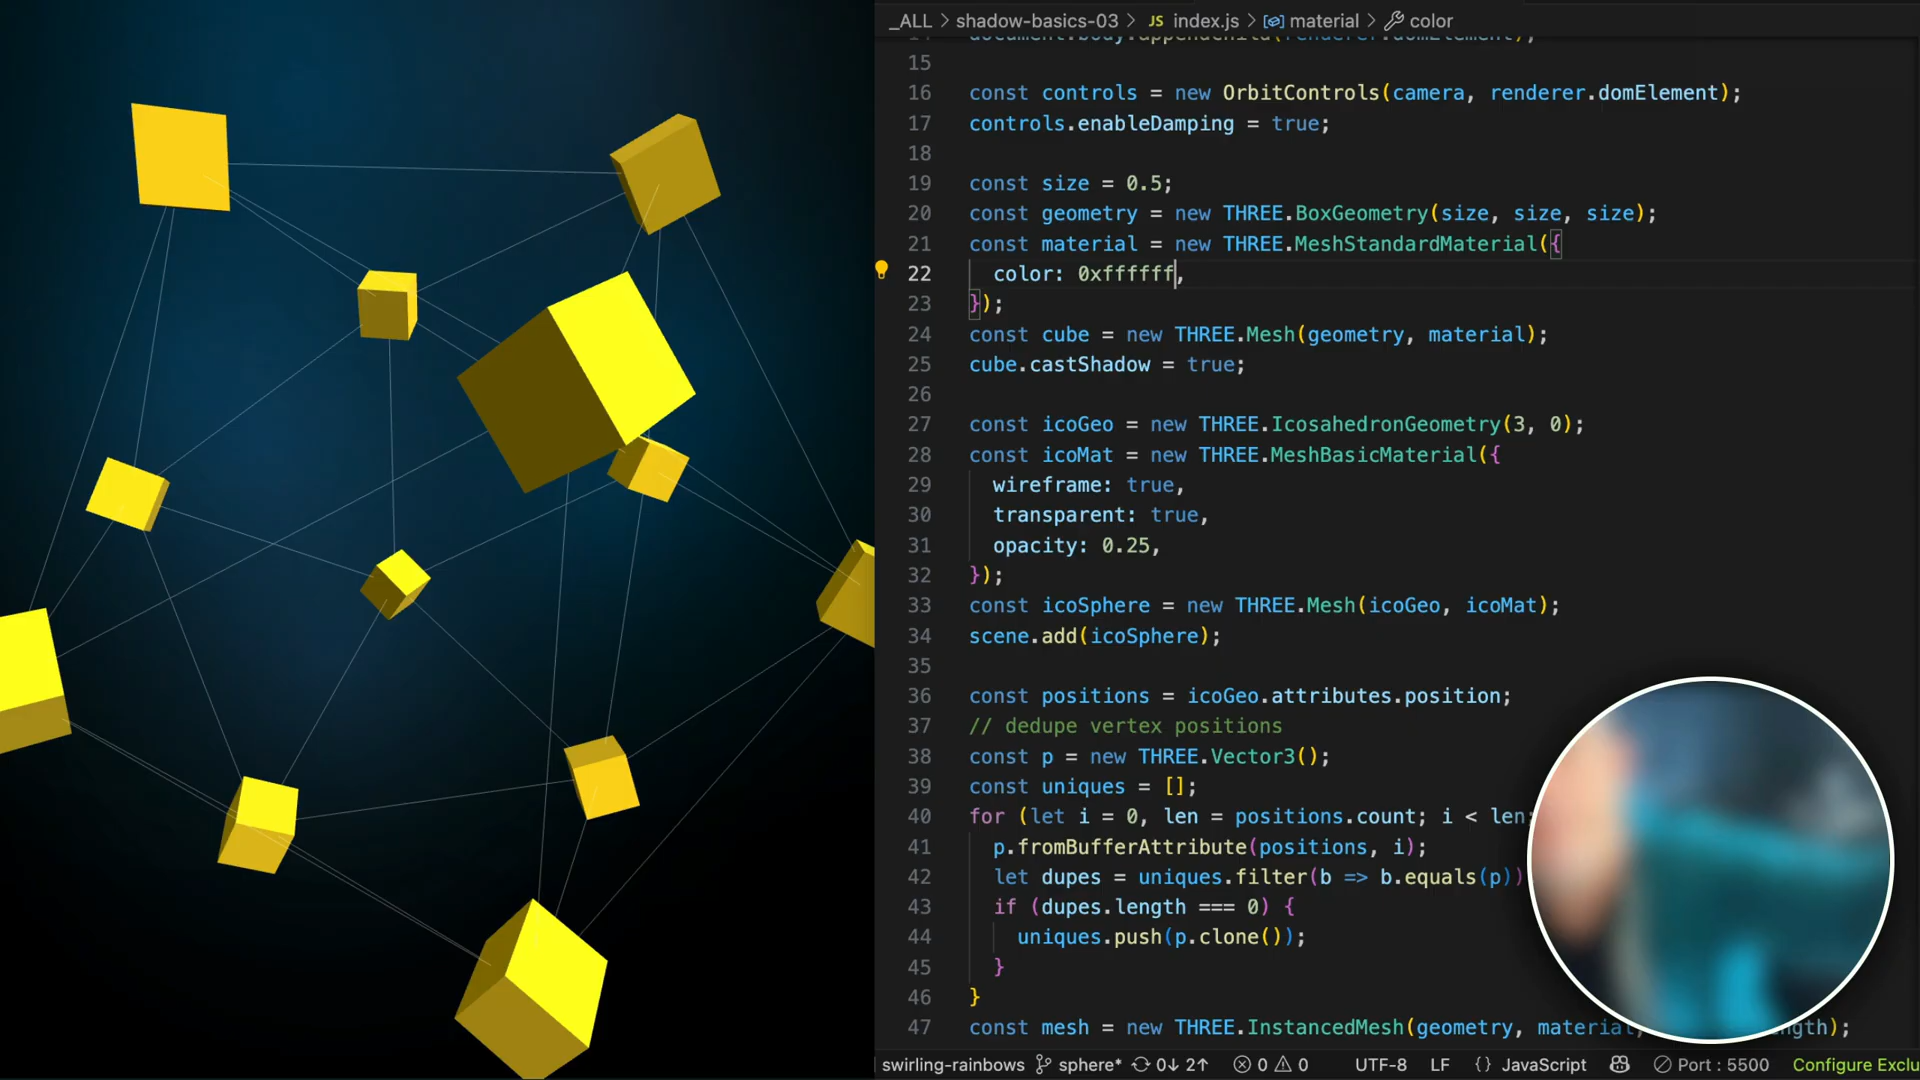 _ALL > shadow-basics-03 > JS index.js > material > color
document.body.appendChild(renderer.domElement);
15
16 const controls = new OrbitControls(camera, renderer.domElement);
17 controls.enableDamping = true;
18
19 const size = 0.5;
20 const geometry = new THREE.BoxGeometry(size, size, size);
21 const material = new THREE.MeshStandardMaterial({
22 color: 0xffffff,
23 });
24 const cube = new THREE.Mesh(geometry, material);
25 cube.castShadow = true;
26
27 const icoGeo = new THREE.IcosahedronGeometry(3, 0);
28 const icoMat = new THREE.MeshBasicMaterial({
29 wireframe: true,
30 transparent: true,
31 opacity: 0.25,
32 });
33 const icoSphere = new THREE.Mesh(icoGeo, icoMat);
34 scene.add(icoSphere);
35
36 const positions = icoGeo.attributes.position;
37 // dedupe vertex positions
38 const p = new THREE.Vector3();
39 const uniques = [];
40 for (let i = 0, len = positions.count; i < len;
41 p.fromBufferAttribute(positions, i);
42 let dupes = uniques.filter(b => b.equals(p))
43 if (dupes.length === 0) {
44 uniques.push(p.clone());
45 }
46 }
47 const mesh = new THREE.InstancedMesh(geometry, material, ngth);
swirling-rainbows sphere* 0↓ 2↑ 0 0 UTF-8 LF {} JavaScript Port : 5500 Configure Exclu